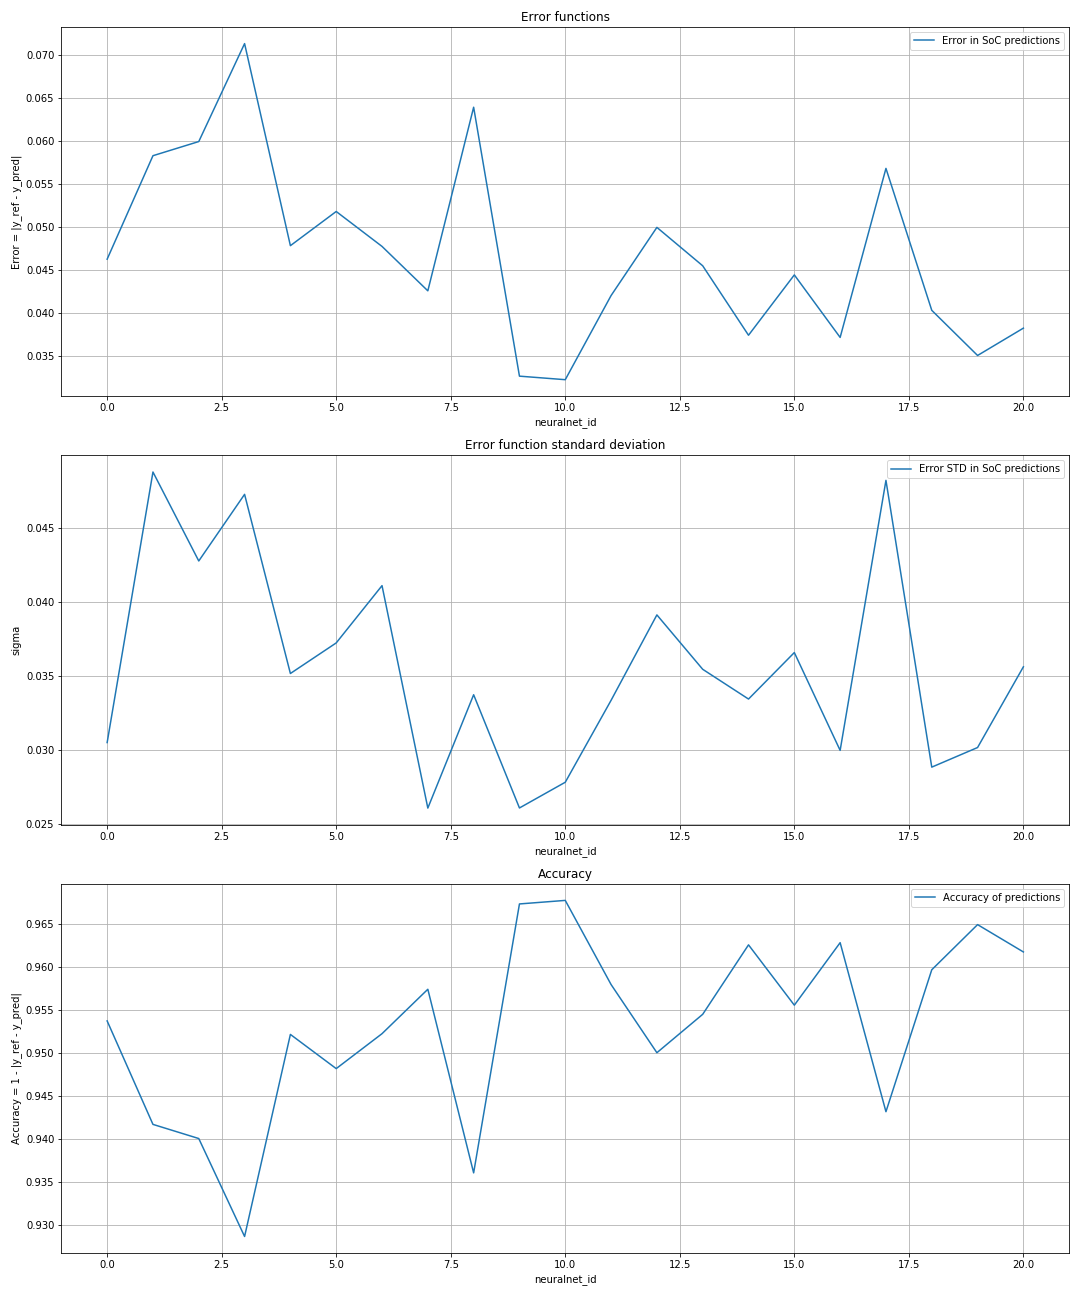 Error functions
Error in SoC predictions
0.070
0.065
0.060
0.055
0.050
0.045
0.040
0.035
Error = |y_ref - y_pred|
0.0 2.5 5.0 7.5 10.0 12.5 15.0 17.5 20.0
neuralnet_id
Error function standard deviation
Error STD in SoC predictions
0.045
0.040
0.035
0.030
0.025
sigma
0.0 2.5 5.0 7.5 10.0 12.5 15.0 17.5 20.0
neuralnet_id
Accuracy
Accuracy of predictions
0.965
0.960
0.955
0.950
0.945
0.940
0.935
0.930
Accuracy = 1 - |y_ref - y_pred|
0.0 2.5 5.0 7.5 10.0 12.5 15.0 17.5 20.0
neuralnet_id